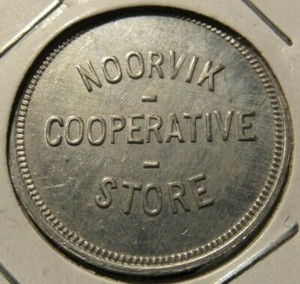 NOORVIK
-
COOPERATIVE
-
STORE